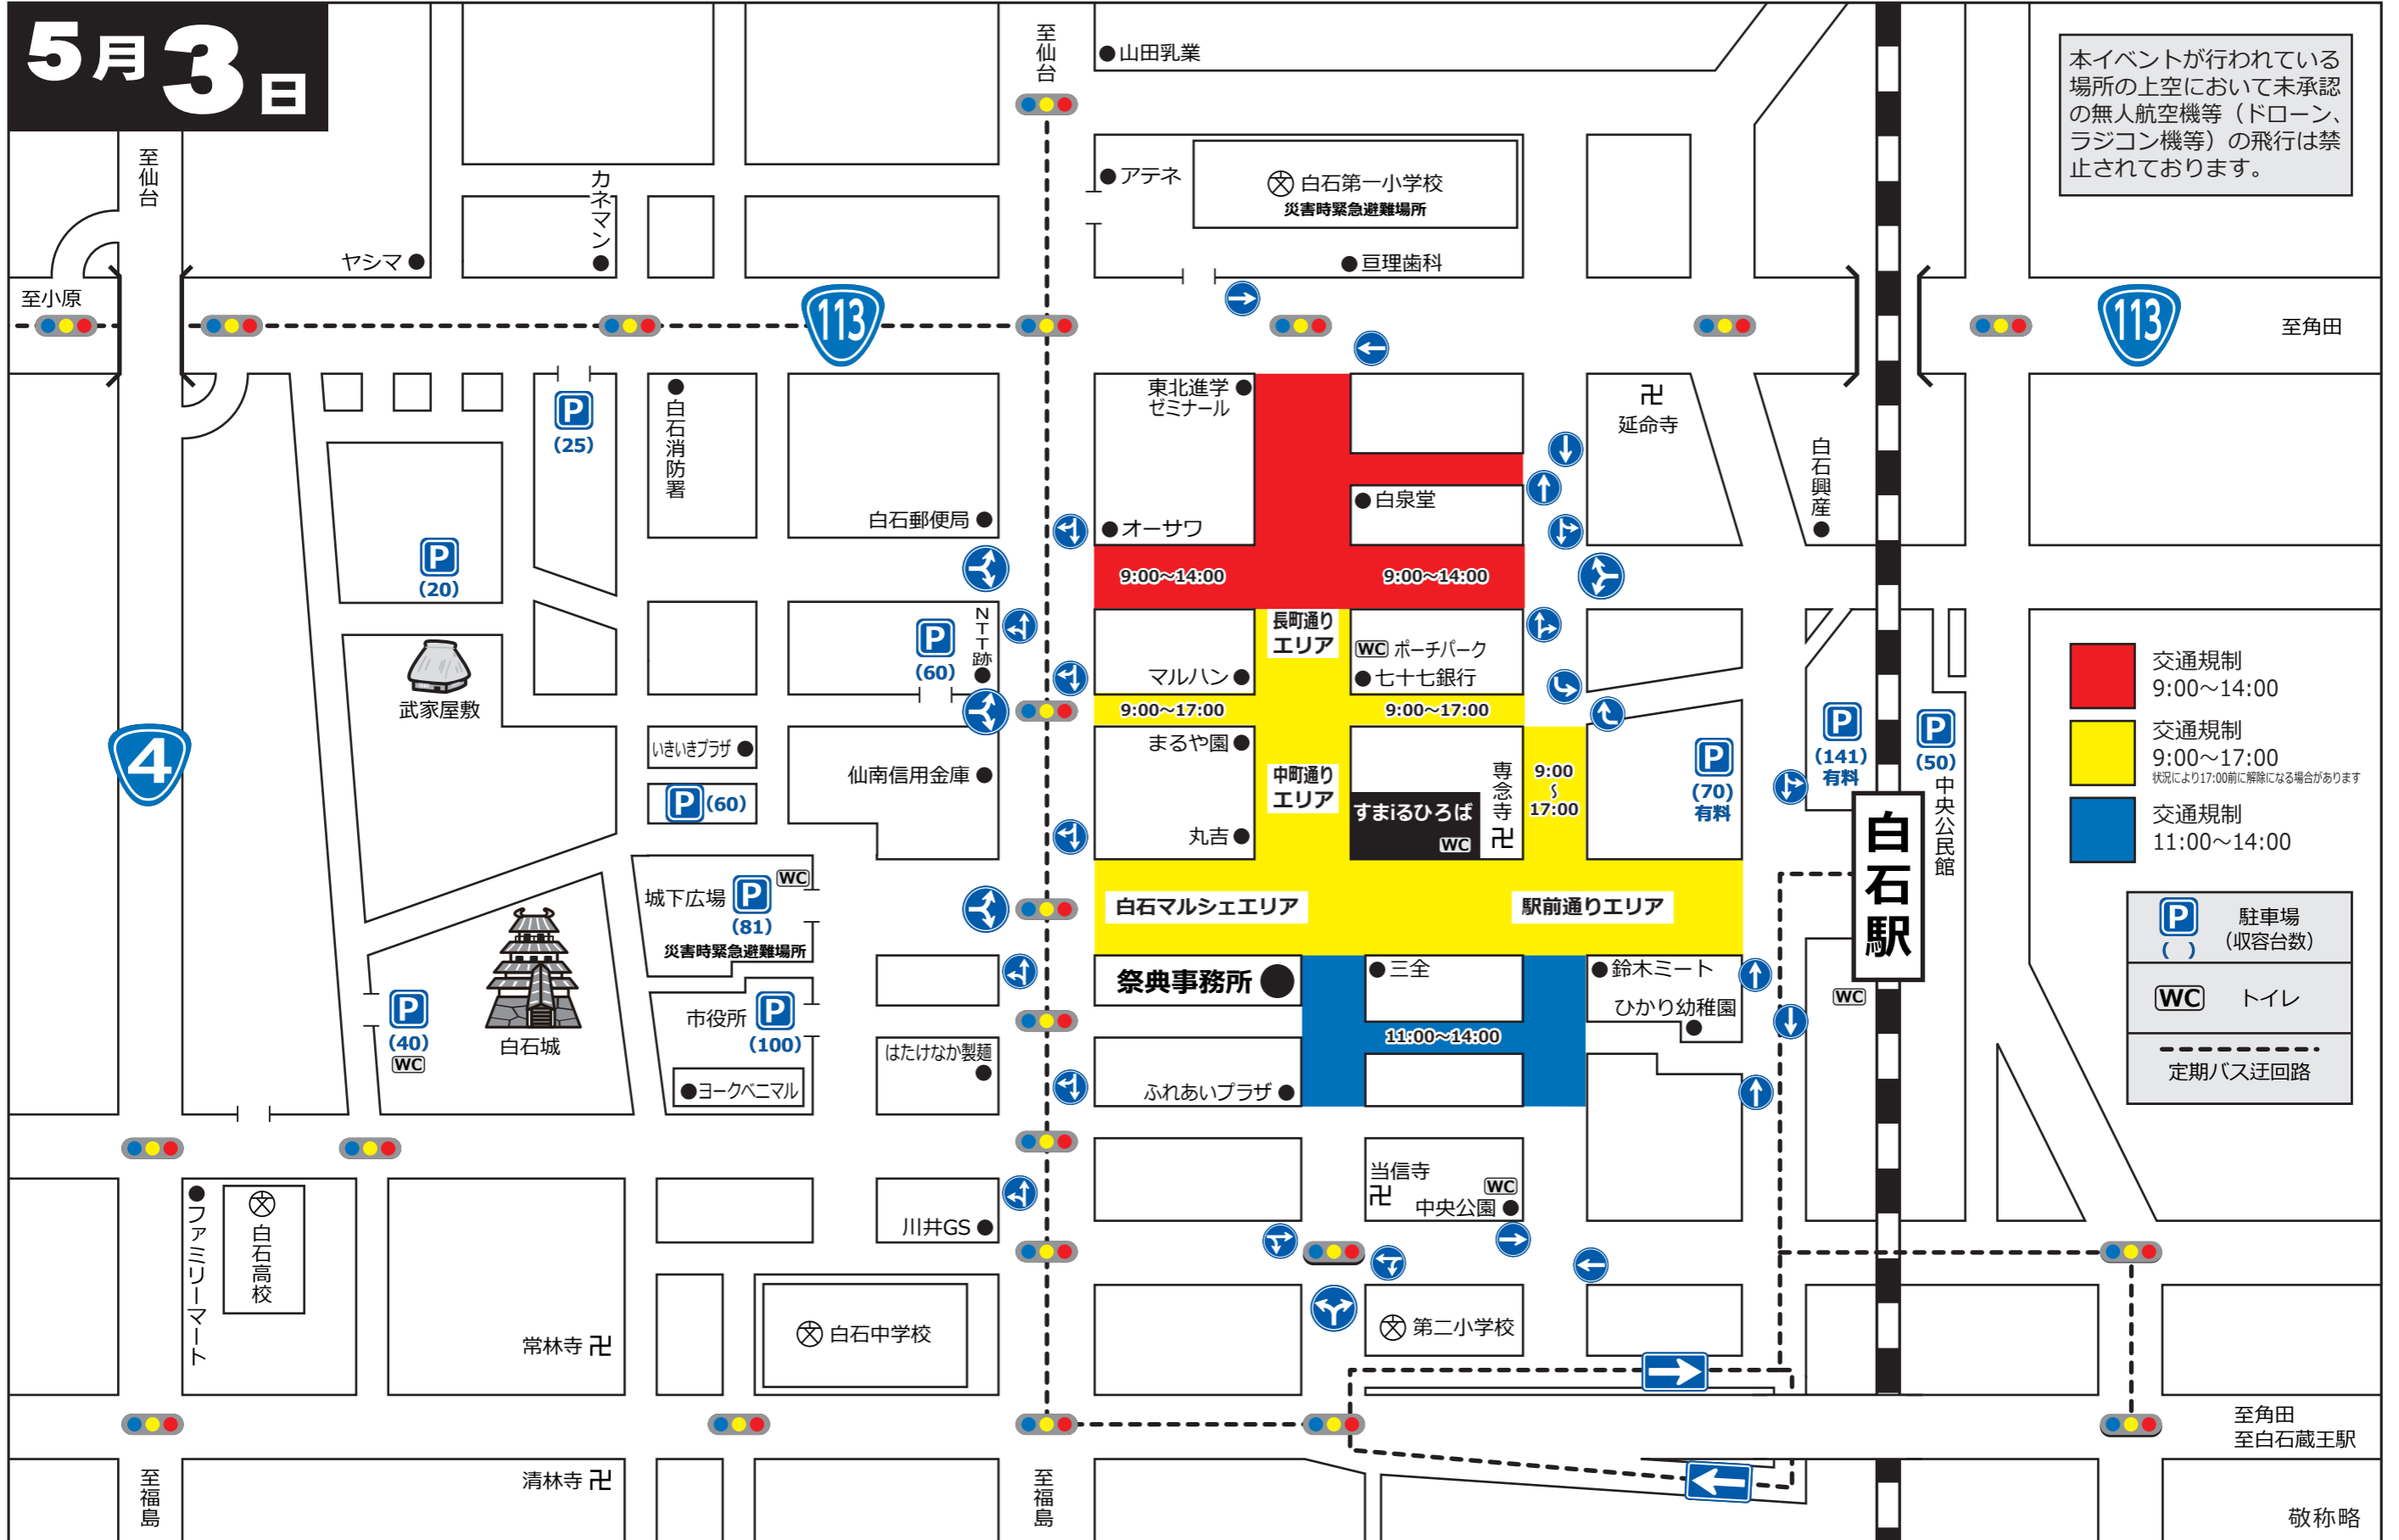 5月3日
至仙台
山田乳業
本イベントが行われている
場所の上空において未承認
の無人航空機等（ドローン、
ラジコン機等）の飛行は禁
止されております。
至仙台
カネマン
アテネ
白石第一小学校
災害時緊急避難場所
ヤシマ
亘理歯科
至小原
113
113
至角田
P
(25)
白石消防署
東北進学
ゼミナール
延命寺
白石興産
白石郵便局
オーサワ
白泉堂
P
(20)
9:00～14:00
9:00～14:00
NTT跡
P
(60)
長町通り
エリア
WC ポーチパーク
マルハン
七十七銀行
武家屋敷
9:00～17:00
9:00～17:00
交通規制
9:00～14:00
交通規制
9:00～17:00
状況により17:00前に解除になる場合があります
交通規制
11:00～14:00
4
いきいきプラザ
P (60)
仙南信用金庫
まるや園
中町通り
エリア
丸吉
すまiるひろば
WC
専念寺
9:00
～
17:00
P
(70)
有料
P
(141)
有料
P
(50)
中央公民館
白石駅
WC
城下広場
P
(81)
WC
災害時緊急避難場所
白石マルシェエリア
駅前通りエリア
P
( )
駐車場
（収容台数）
WC
トイレ
定期バス迂回路
P
(40)
WC
白石城
市役所
P
(100)
ヨークベニマル
はたけなか製麺
祭典事務所
三全
鈴木ミート
ひかり幼稚園
11:00～14:00
ふれあいプラザ
ファミリーマート
白石高校
川井GS
当信寺
WC
中央公園
常林寺
白石中学校
第二小学校
至角田
至白石蔵王駅
至福島
清林寺
至福島
敬称略